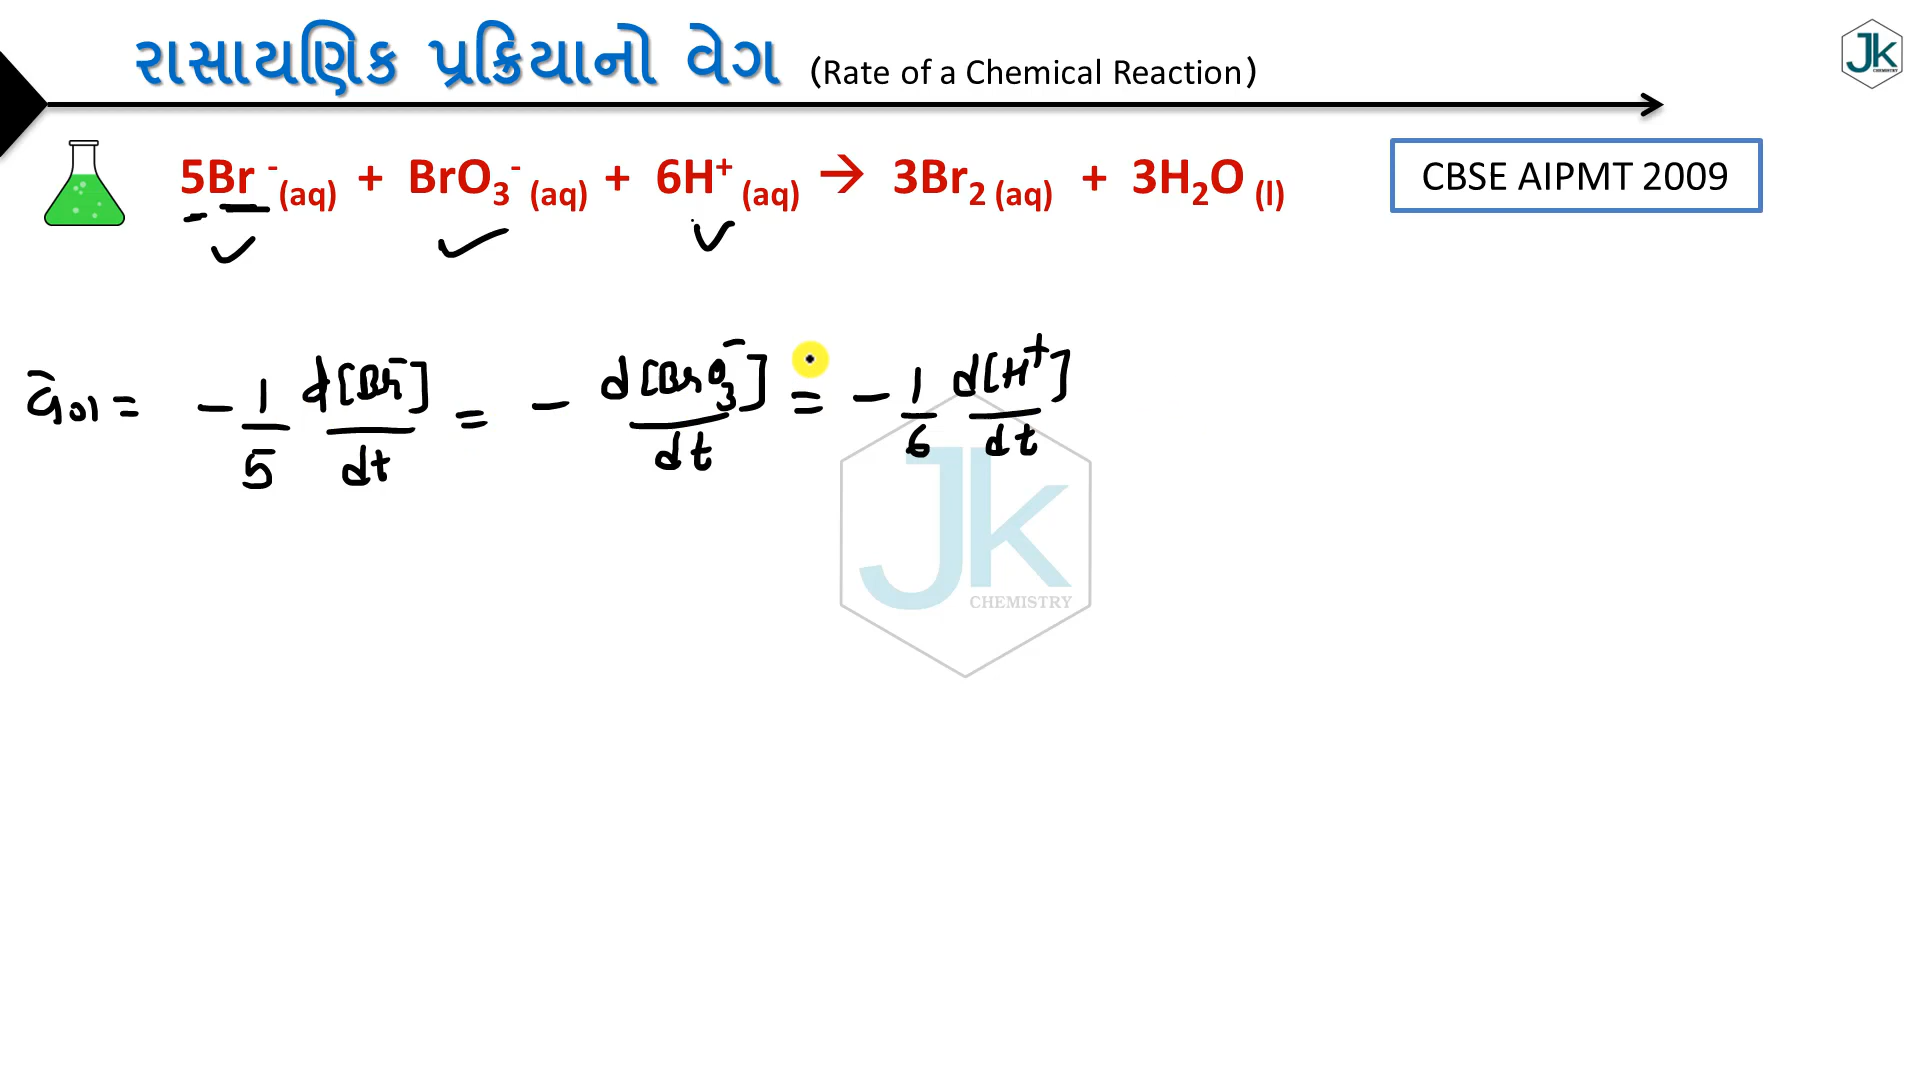 રાસાયણિક પ્રક્રિયાનો વેગ (Rate of a Chemical Reaction)
Jk
CHEMISTRY
5Br ⁻(aq) + BrO₃⁻ (aq) + 6H⁺ (aq) → 3Br₂ (aq) + 3H₂O (l)
CBSE AIPMT 2009
વેગ = - 1/5 d[Br⁻]/dt = - d[BrO₃⁻]/dt = - 1/6 d[H⁺]/dt
Jk
CHEMISTRY